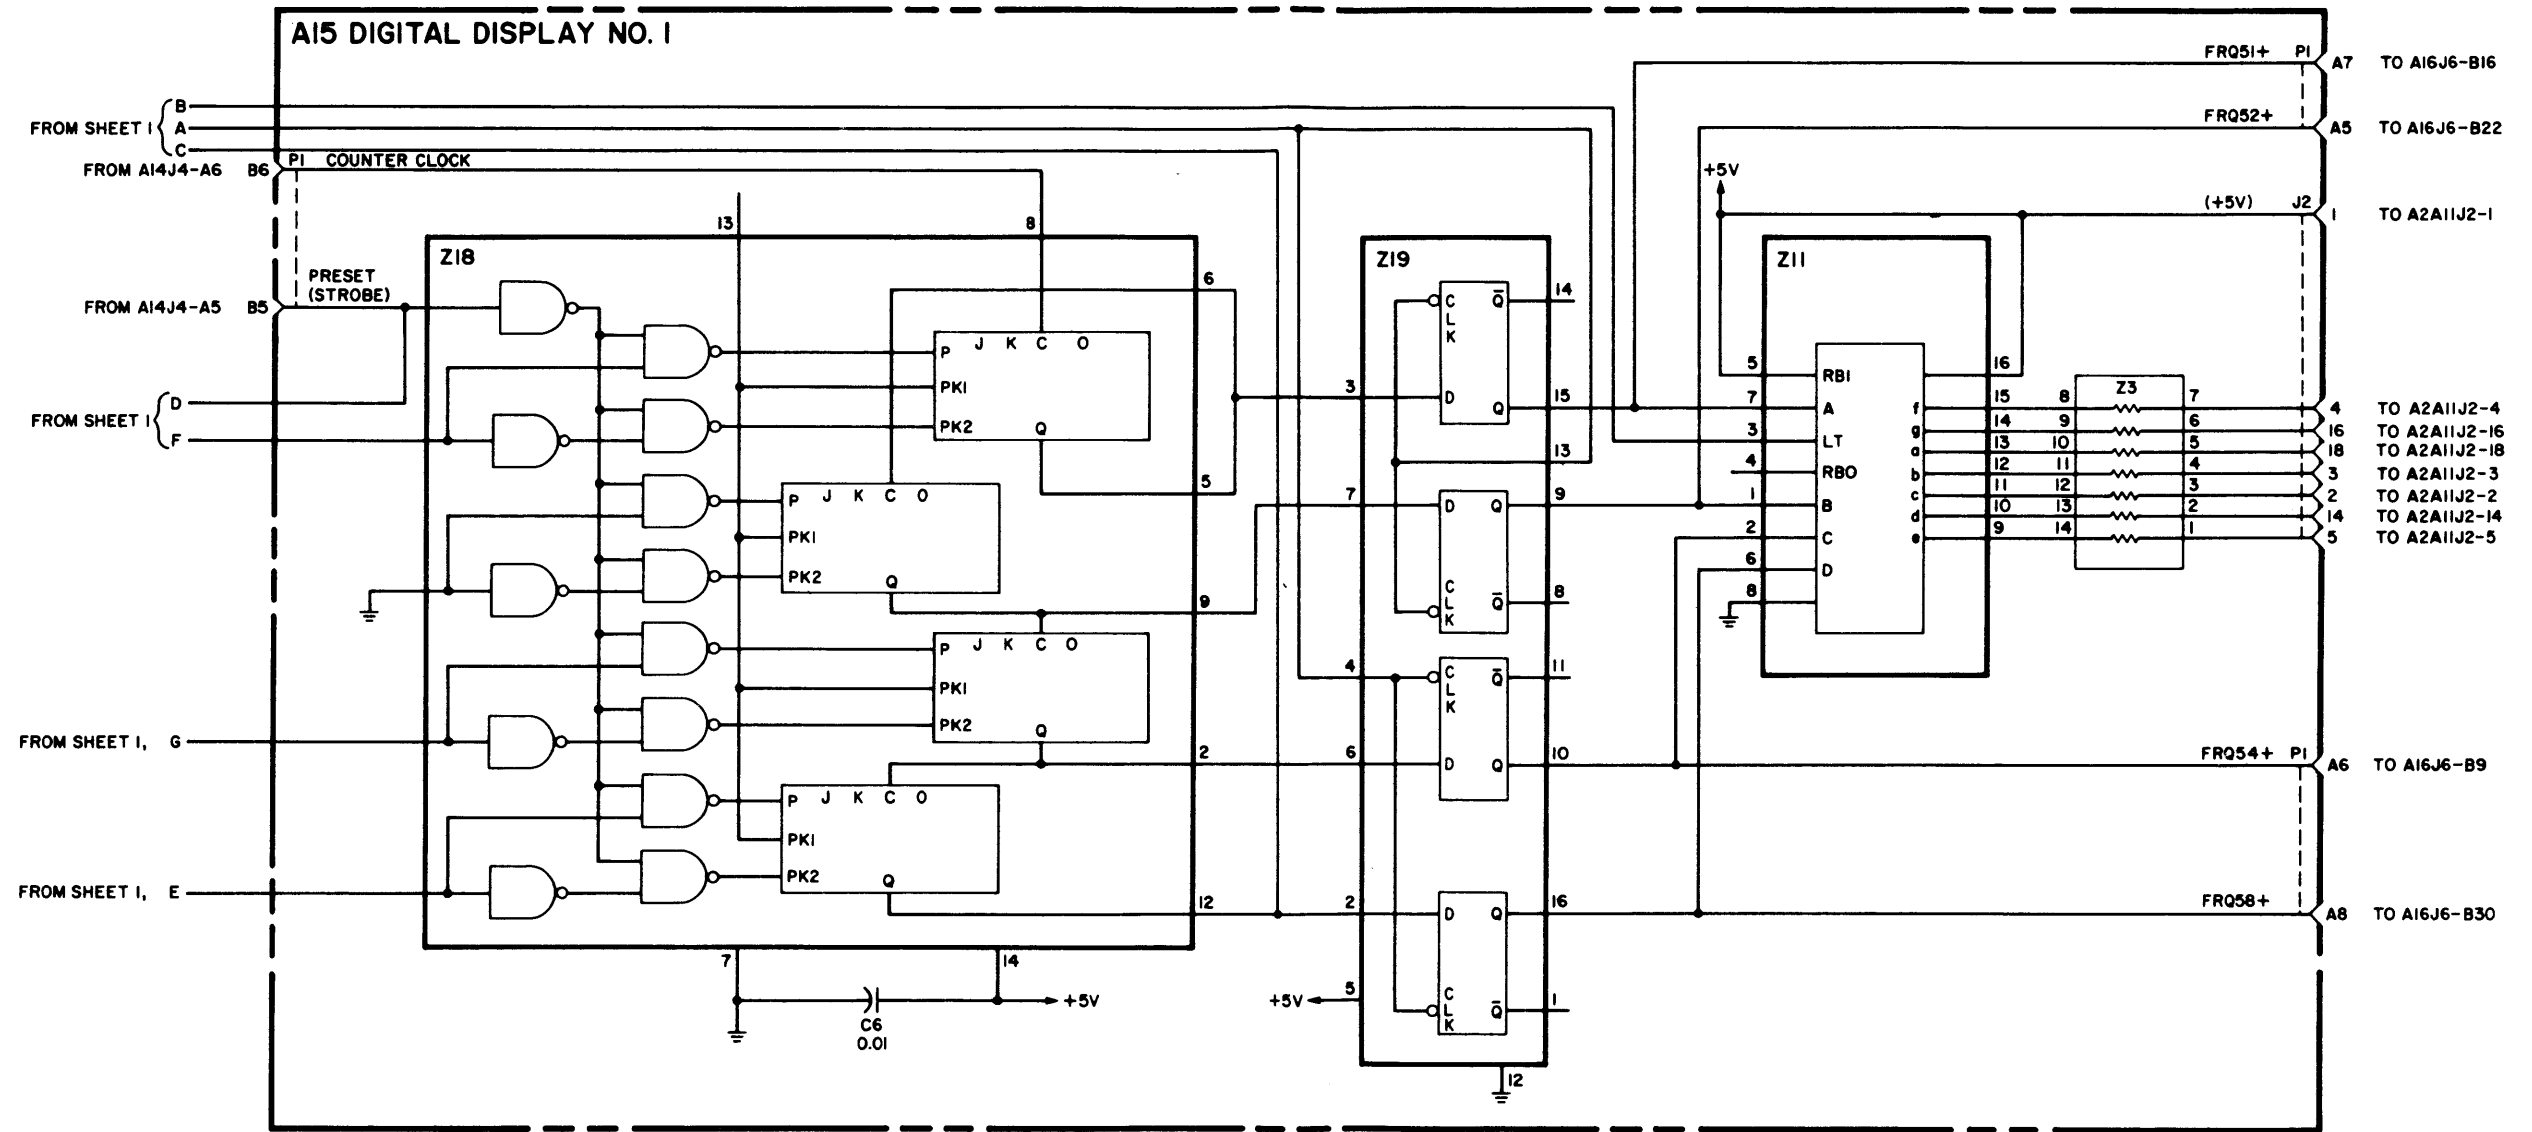 A15 DIGITAL DISPLAY NO. 1
FRQ51+ P1 A7 TO A16J6-B16
B
FROM SHEET 1 A
C
FRQ52+ A5 TO A16J6-B22
P1 COUNTER CLOCK
FROM A14J4-A6 B6
+5V
(+5V) J2 1 TO A2A11J2-1
13 8
Z18 Z19 Z11
PRESET
(STROBE)
FROM A14J4-A5 B5
6
C L K Q̅ 14
P J K C O
PK1
PK2 Q
3 D Q 15
5 RBI 16
7 A f 15 8 Z3 7 4 TO A2A11J2-4
3 LT g 14 9 6 16 TO A2A11J2-16
13 a 13 10 5 18 TO A2A11J2-18
4 RBO b 12 11 4 3 TO A2A11J2-3
1 B c 11 12 3 2 TO A2A11J2-2
d 10 13 2 14 TO A2A11J2-14
2 C e 9 14 1 5 TO A2A11J2-5
6 D
8
D
FROM SHEET 1
F
5
P J K C O
PK1
PK2 Q
7 D Q 9
C L K Q̅ 8
9
P J K C O
PK1
PK2 Q
4 C L K Q̅ 11
FROM SHEET 1, G
2 6 D Q 10
FRQ54+ P1 A6 TO A16J6-B9
P J K C O
PK1
PK2 Q
FROM SHEET 1, E
12 2 D Q 16
FRQ58+ A8 TO A16J6-B30
7 14
+5V
C6
0.01
+5V 5
C L K Q̅ 1
12